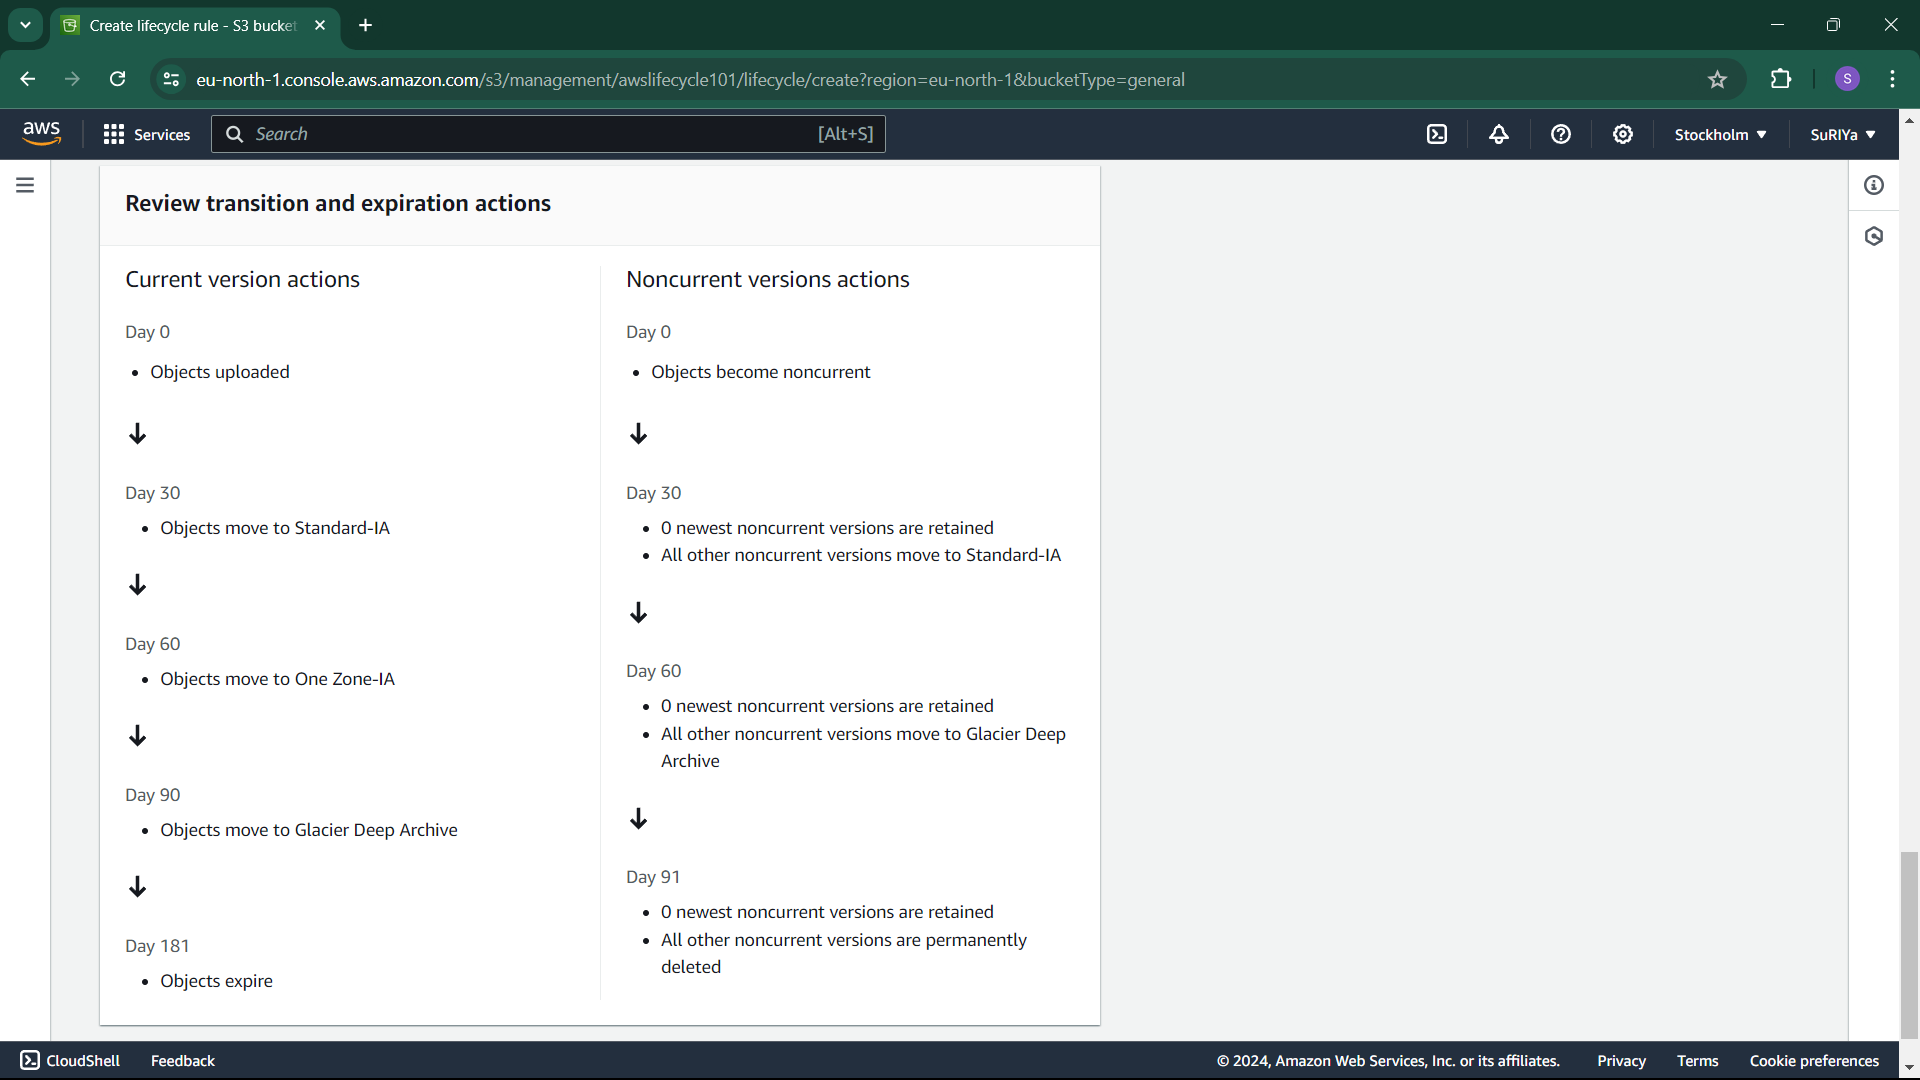 Create lifecycle rule - S3 bucket
eu-north-1.console.aws.amazon.com/s3/management/awslifecycle101/lifecycle/create?region=eu-north-1&bucketType=general
S
aws
Services
Search
[Alt+S]
Stockholm
SuRIYa
Review transition and expiration actions
Current version actions
Day 0
Objects uploaded
Day 30
Objects move to Standard-IA
Day 60
Objects move to One Zone-IA
Day 90
Objects move to Glacier Deep Archive
Day 181
Objects expire
Noncurrent versions actions
Day 0
Objects become noncurrent
Day 30
0 newest noncurrent versions are retained
All other noncurrent versions move to Standard-IA
Day 60
0 newest noncurrent versions are retained
All other noncurrent versions move to Glacier Deep
Archive
Day 91
0 newest noncurrent versions are retained
All other noncurrent versions are permanently
deleted
CloudShell
Feedback
© 2024, Amazon Web Services, Inc. or its affiliates.
Privacy
Terms
Cookie preferences